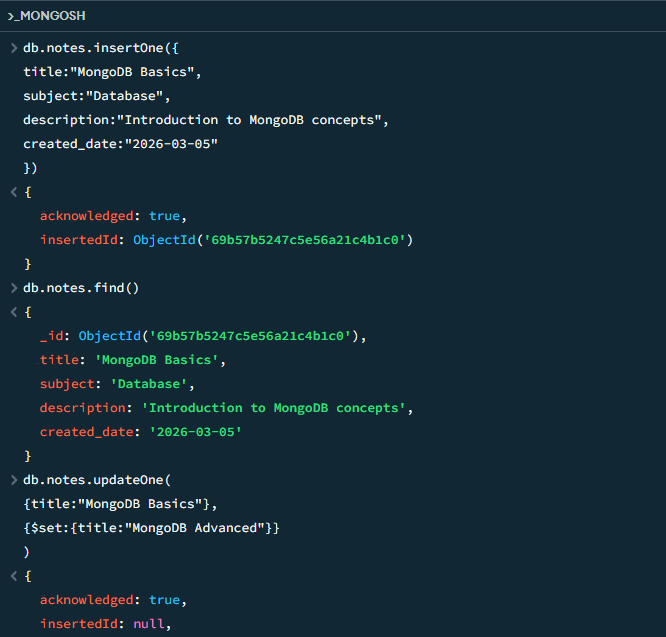 >_MONGOSH
> db.notes.insertOne({
title:"MongoDB Basics",
subject:"Database",
description:"Introduction to MongoDB concepts",
created_date:"2026-03-05"
})
< {
acknowledged: true,
insertedId: ObjectId('69b57b5247c5e56a21c4b1c0')
}
> db.notes.find()
< {
_id: ObjectId('69b57b5247c5e56a21c4b1c0'),
title: 'MongoDB Basics',
subject: 'Database',
description: 'Introduction to MongoDB concepts',
created_date: '2026-03-05'
}
> db.notes.updateOne(
{title:"MongoDB Basics"},
{$set:{title:"MongoDB Advanced"}}
)
< {
acknowledged: true,
insertedId: null,